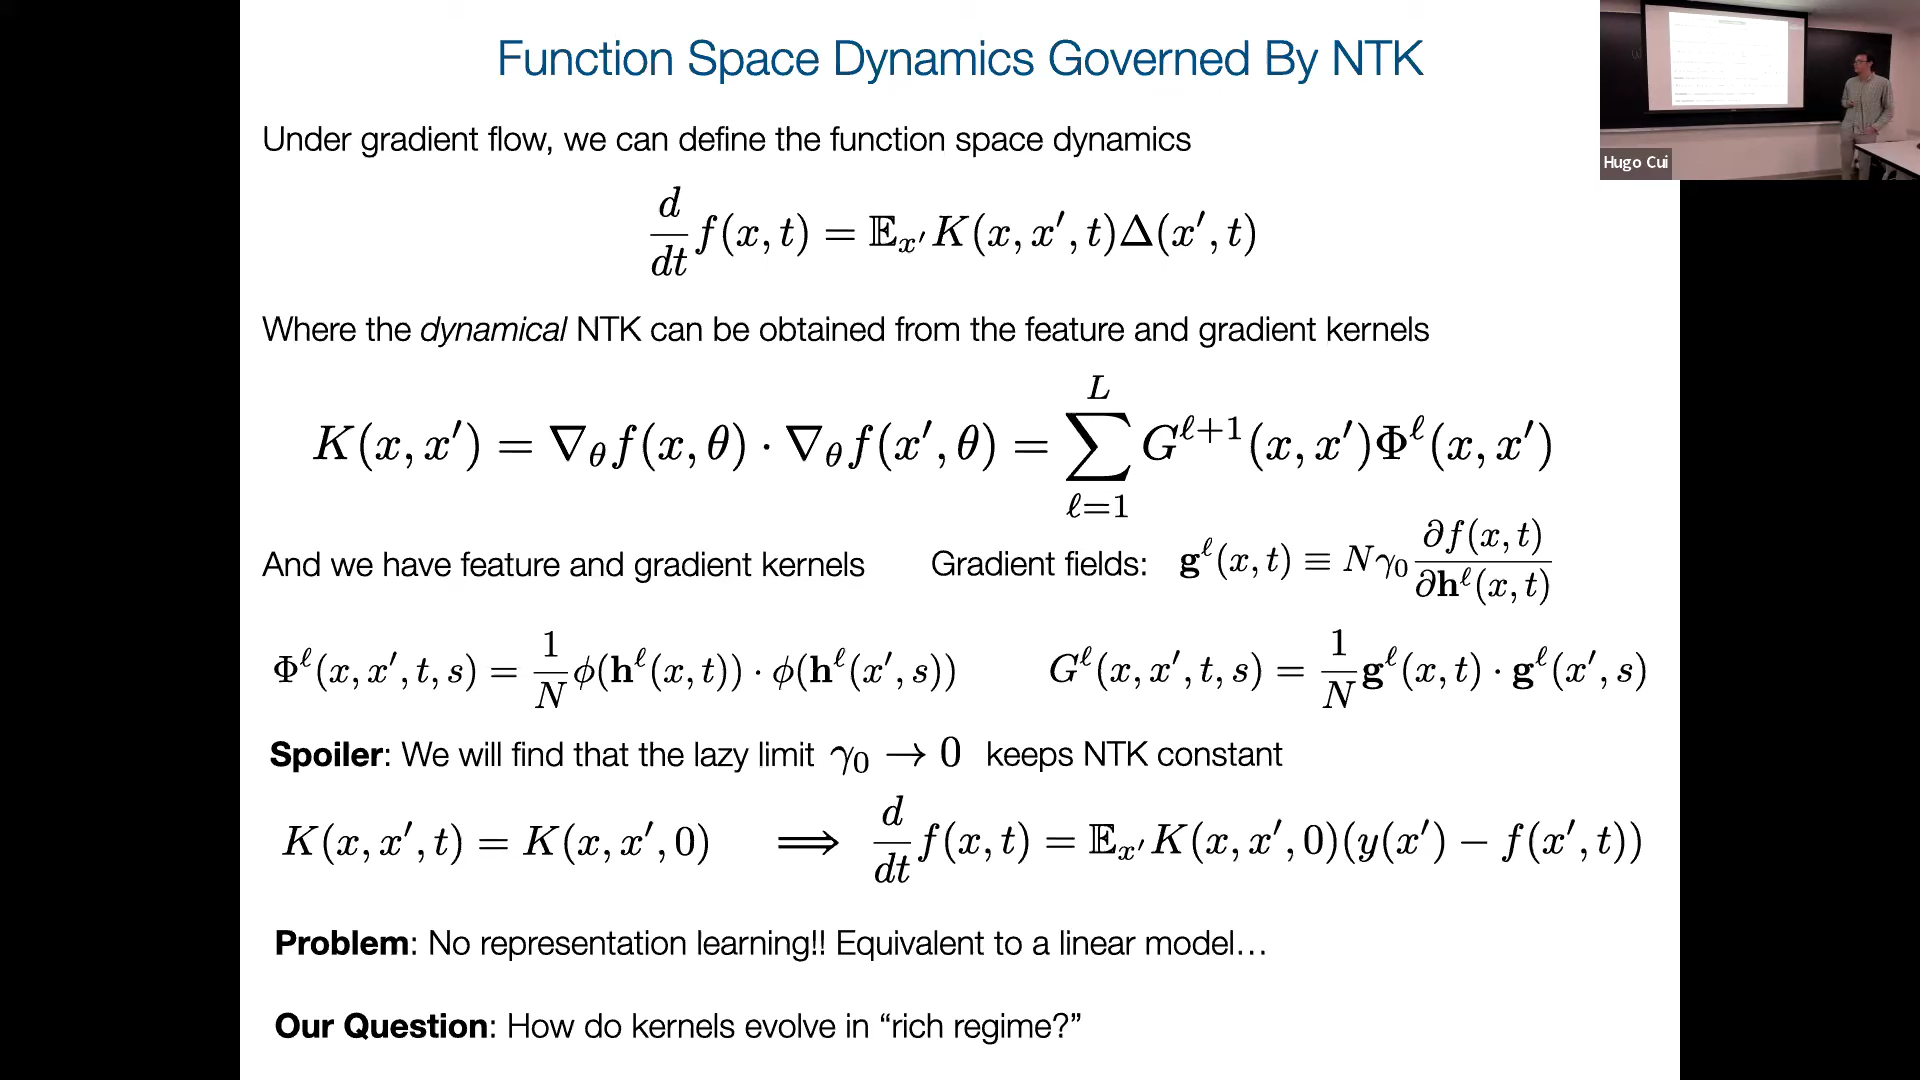 Function Space Dynamics Governed By NTK
Hugo Cui
Under gradient flow, we can define the function space dynamics
d/dt f(x, t) = 𝔼_{x′} K(x, x′, t)Δ(x′, t)
Where the dynamical NTK can be obtained from the feature and gradient kernels
K(x, x′) = ∇_θ f(x, θ) · ∇_θ f(x′, θ) = ∑_{ℓ=1}^{L} G^{ℓ+1}(x, x′)Φ^ℓ(x, x′)
And we have feature and gradient kernels Gradient fields: 𝐠^ℓ(x, t) ≡ Nγ₀ ∂f(x, t)/∂𝐡^ℓ(x, t)
Φ^ℓ(x, x′, t, s) = 1/N ϕ(𝐡^ℓ(x, t)) · ϕ(𝐡^ℓ(x′, s)) G^ℓ(x, x′, t, s) = 1/N 𝐠^ℓ(x, t) · 𝐠^ℓ(x′, s)
Spoiler: We will find that the lazy limit γ₀ → 0 keeps NTK constant
K(x, x′, t) = K(x, x′, 0) ⟹ d/dt f(x, t) = 𝔼_{x′} K(x, x′, 0)(y(x′) − f(x′, t))
Problem: No representation learning!! Equivalent to a linear model…
Our Question: How do kernels evolve in “rich regime?”